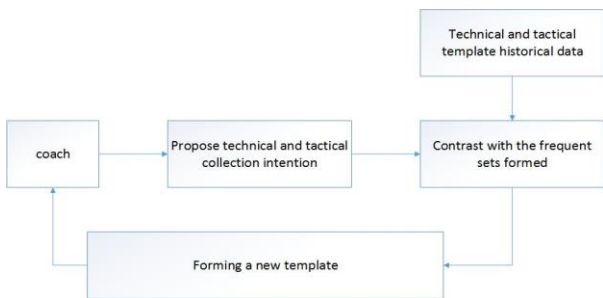 Technical and tactical
template historical data
coach
Propose technical and tactical
collection intention
Contrast with the frequent
sets formed
Forming a new template